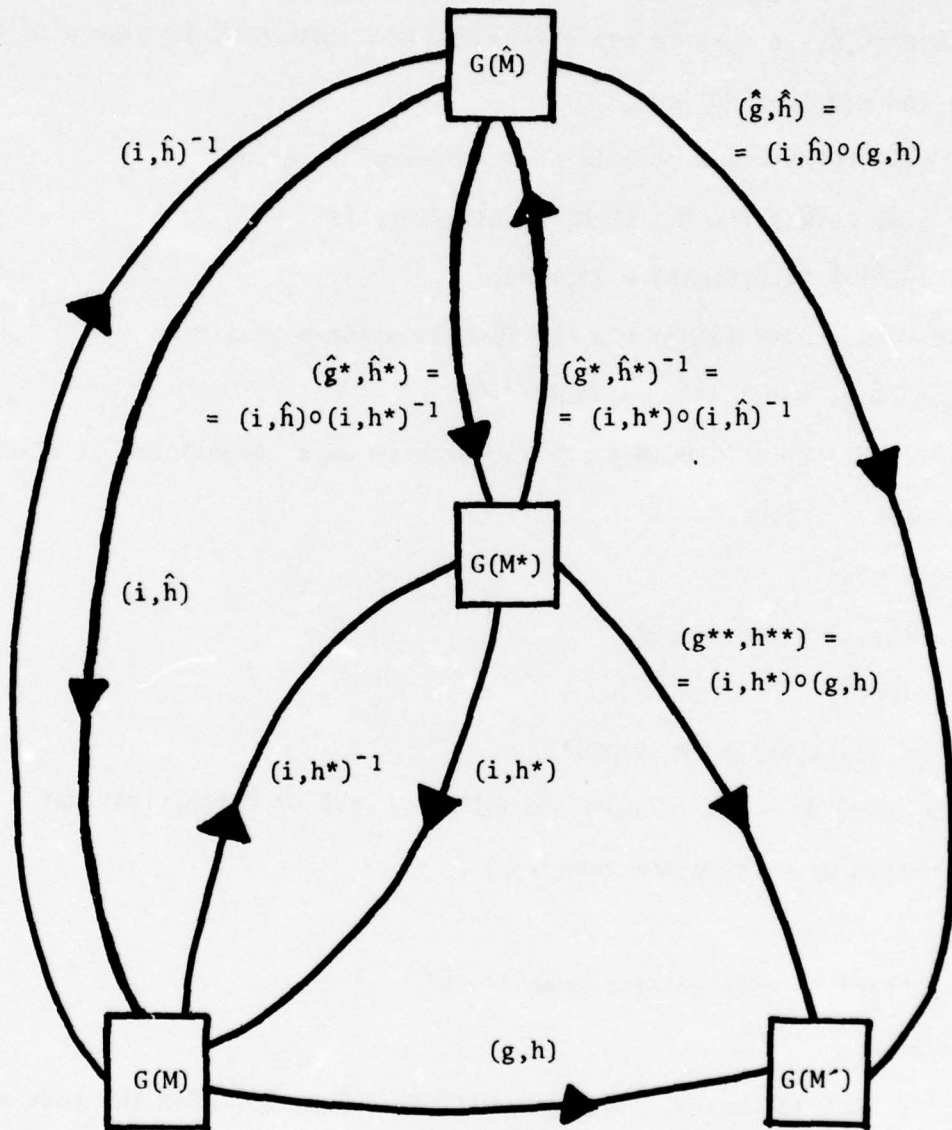 G(M̂)
(ĝ,ĥ) =
= (i,ĥ)∘(g,h)
(i,ĥ)⁻¹
(ĝ*,ĥ*) =
= (i,ĥ)∘(i,h*)⁻¹
(ĝ*,ĥ*)⁻¹ =
= (i,h*)∘(i,ĥ)⁻¹
G(M*)
(i,ĥ)
(g**,h**) =
= (i,h*)∘(g,h)
(i,h*)⁻¹
(i,h*)
(g,h)
G(M)
G(M´)